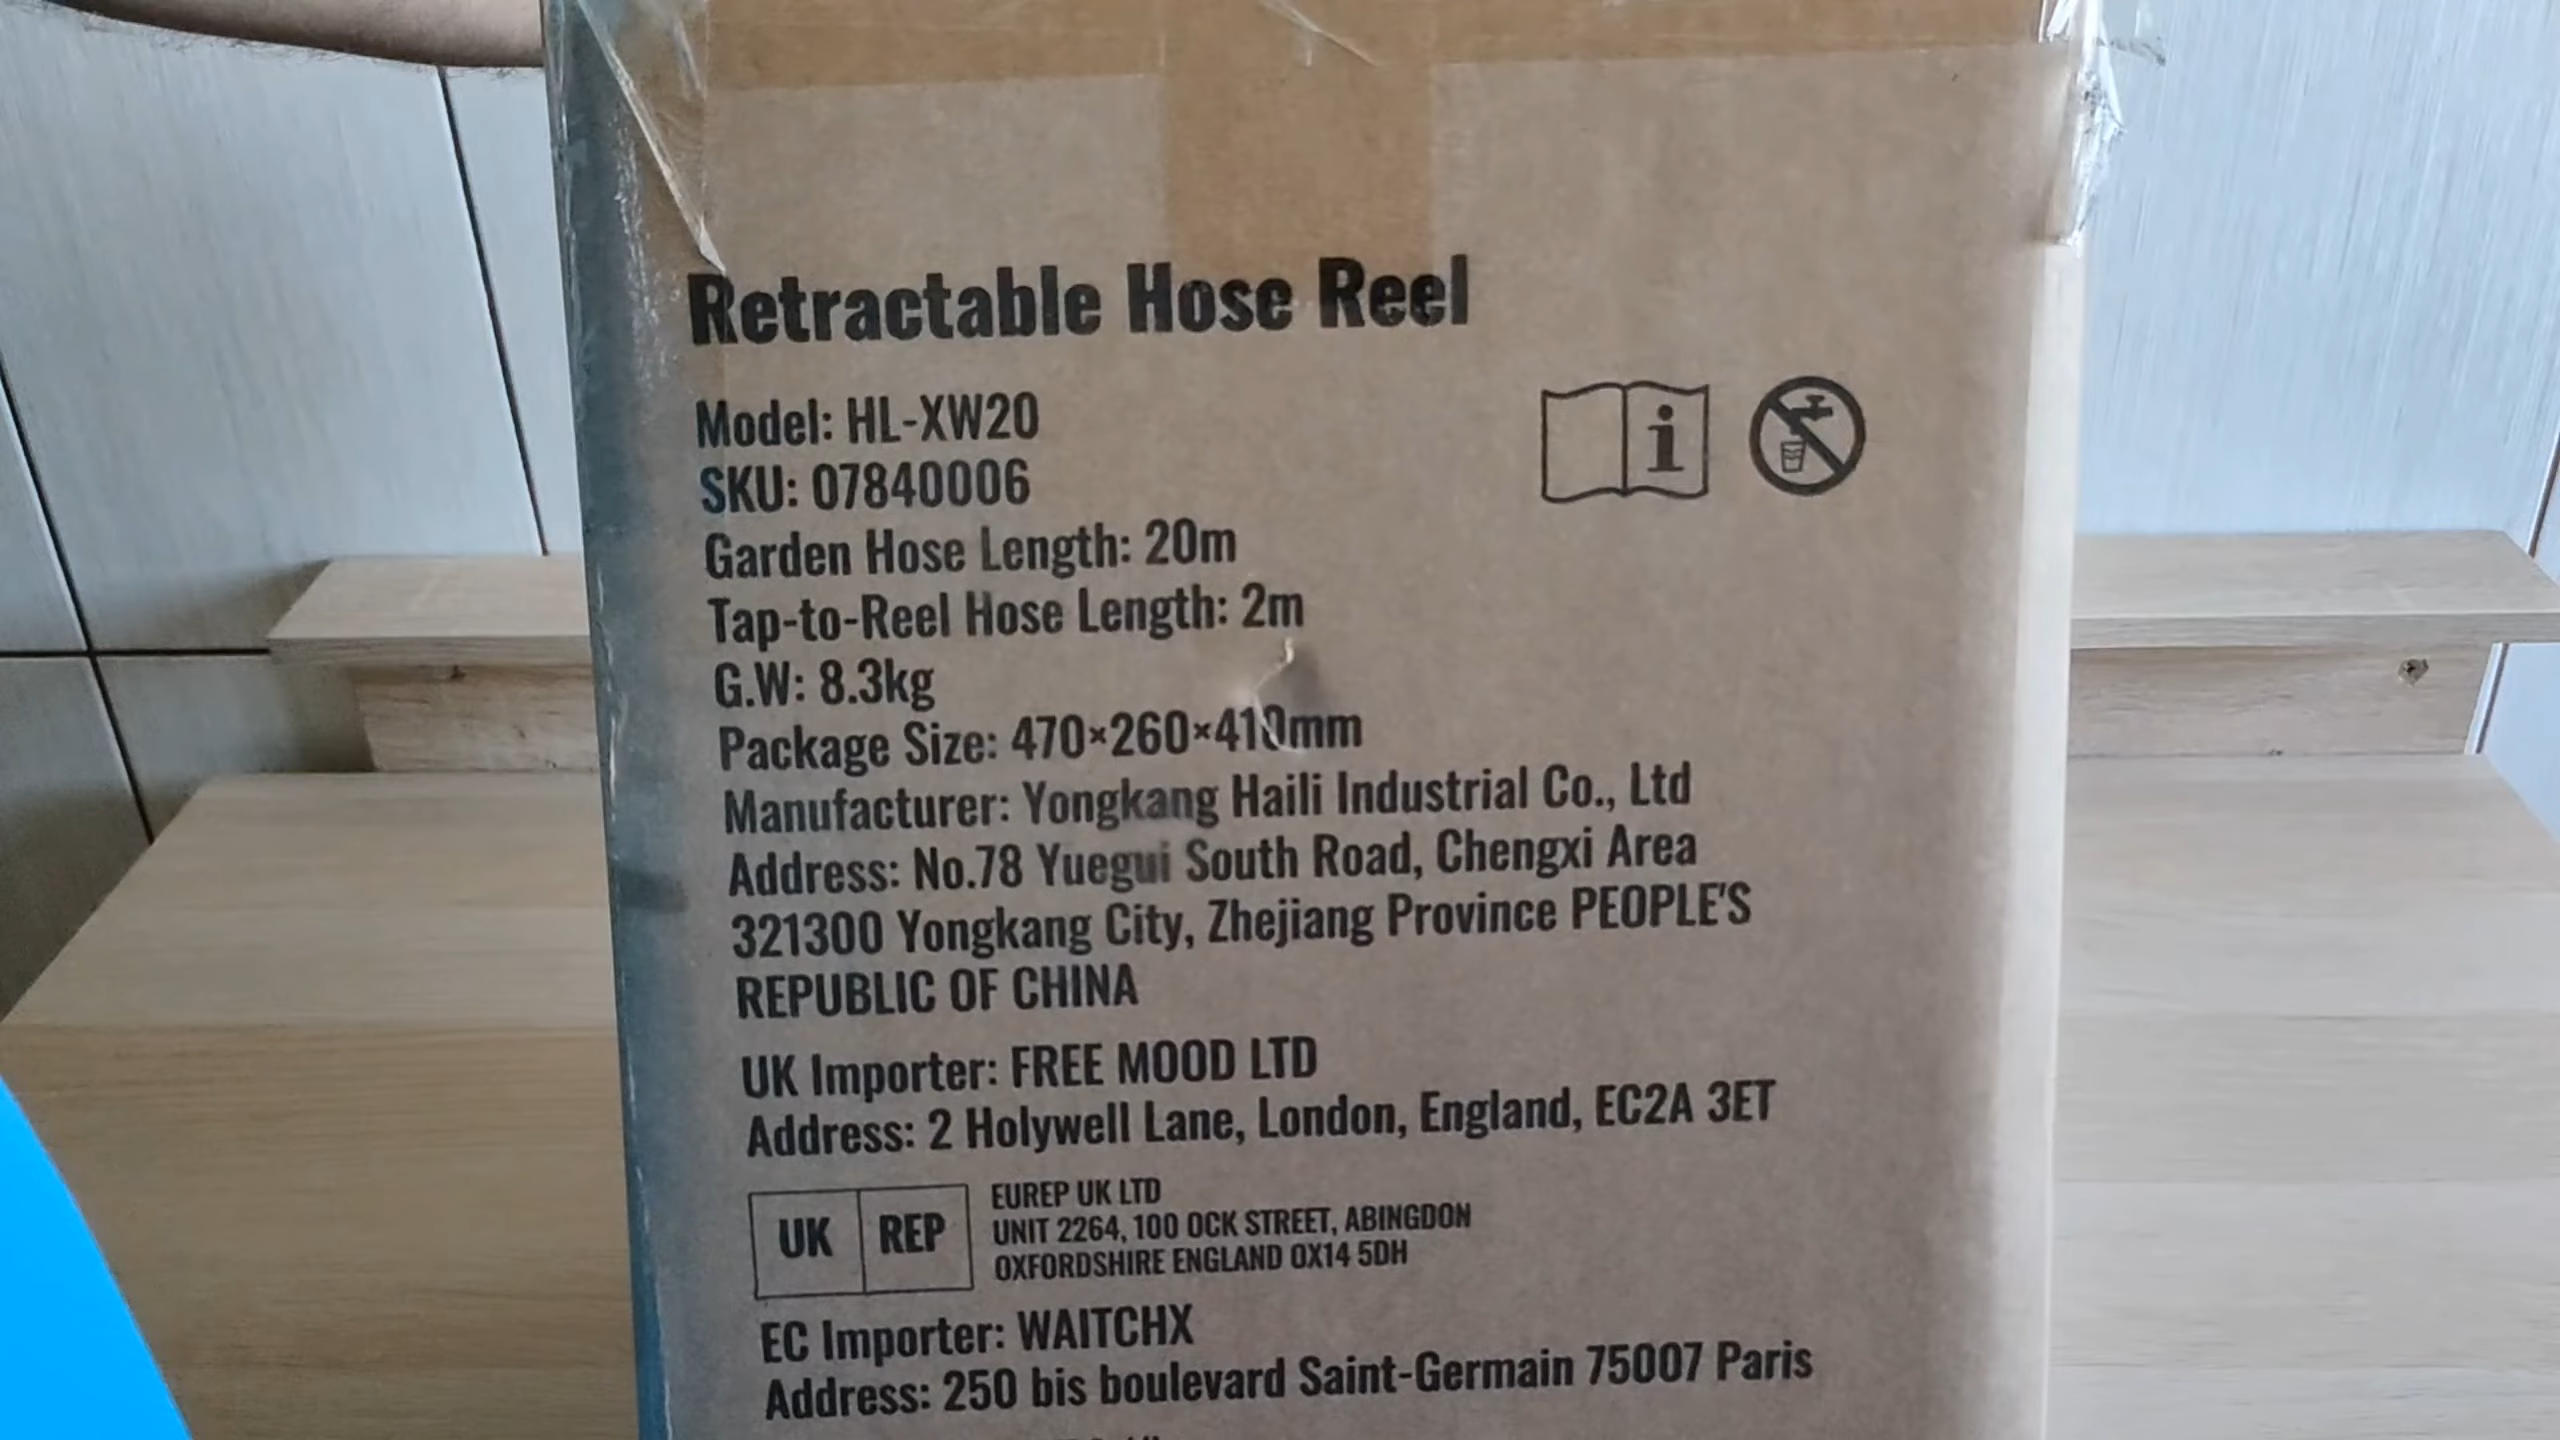 Retractable Hose Reel
Model: HL-XW20
SKU: 07840006
Garden Hose Length: 20m
Tap-to-Reel Hose Length: 2m
G.W: 8.3kg
Package Size: 470×260×410mm
Manufacturer: Yongkang Haili Industrial Co., Ltd
Address: No.78 Yuegui South Road, Chengxi Area
321300 Yongkang City, Zhejiang Province PEOPLE'S
REPUBLIC OF CHINA
UK Importer: FREE MOOD LTD
Address: 2 Holywell Lane, London, England, EC2A 3ET
UK REP
EUREP UK LTD
UNIT 2264, 100 OCK STREET, ABINGDON
OXFORDSHIRE ENGLAND OX14 5DH
EC Importer: WAITCHX
Address: 250 bis boulevard Saint-Germain 75007 Paris